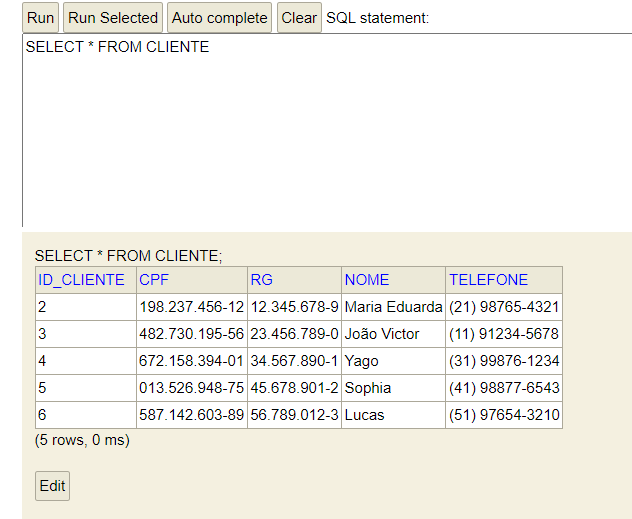 Run Run Selected Auto complete Clear SQL statement:
SELECT * FROM CLIENTE
SELECT * FROM CLIENTE;
ID_CLIENTE CPF RG NOME TELEFONE
2 198.237.456-12 12.345.678-9 Maria Eduarda (21) 98765-4321
3 482.730.195-56 23.456.789-0 João Victor (11) 91234-5678
4 672.158.394-01 34.567.890-1 Yago (31) 99876-1234
5 013.526.948-75 45.678.901-2 Sophia (41) 98877-6543
6 587.142.603-89 56.789.012-3 Lucas (51) 97654-3210
(5 rows, 0 ms)
Edit